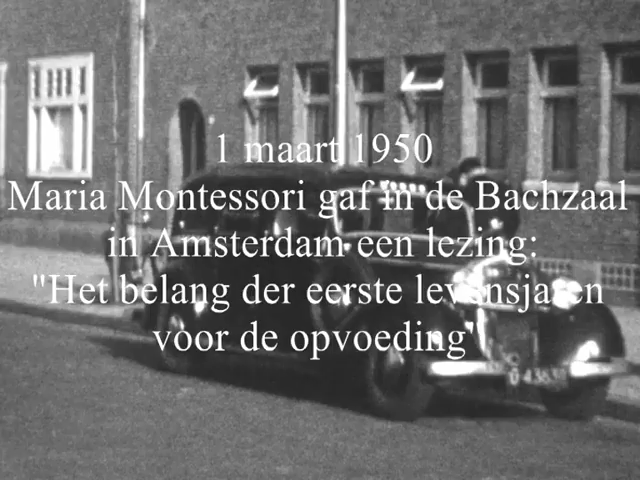 1 maart 1950
Maria Montessori gaf in de Bachzaal
in Amsterdam een lezing:
"Het belang der eerste levensjaren
voor de opvoeding"